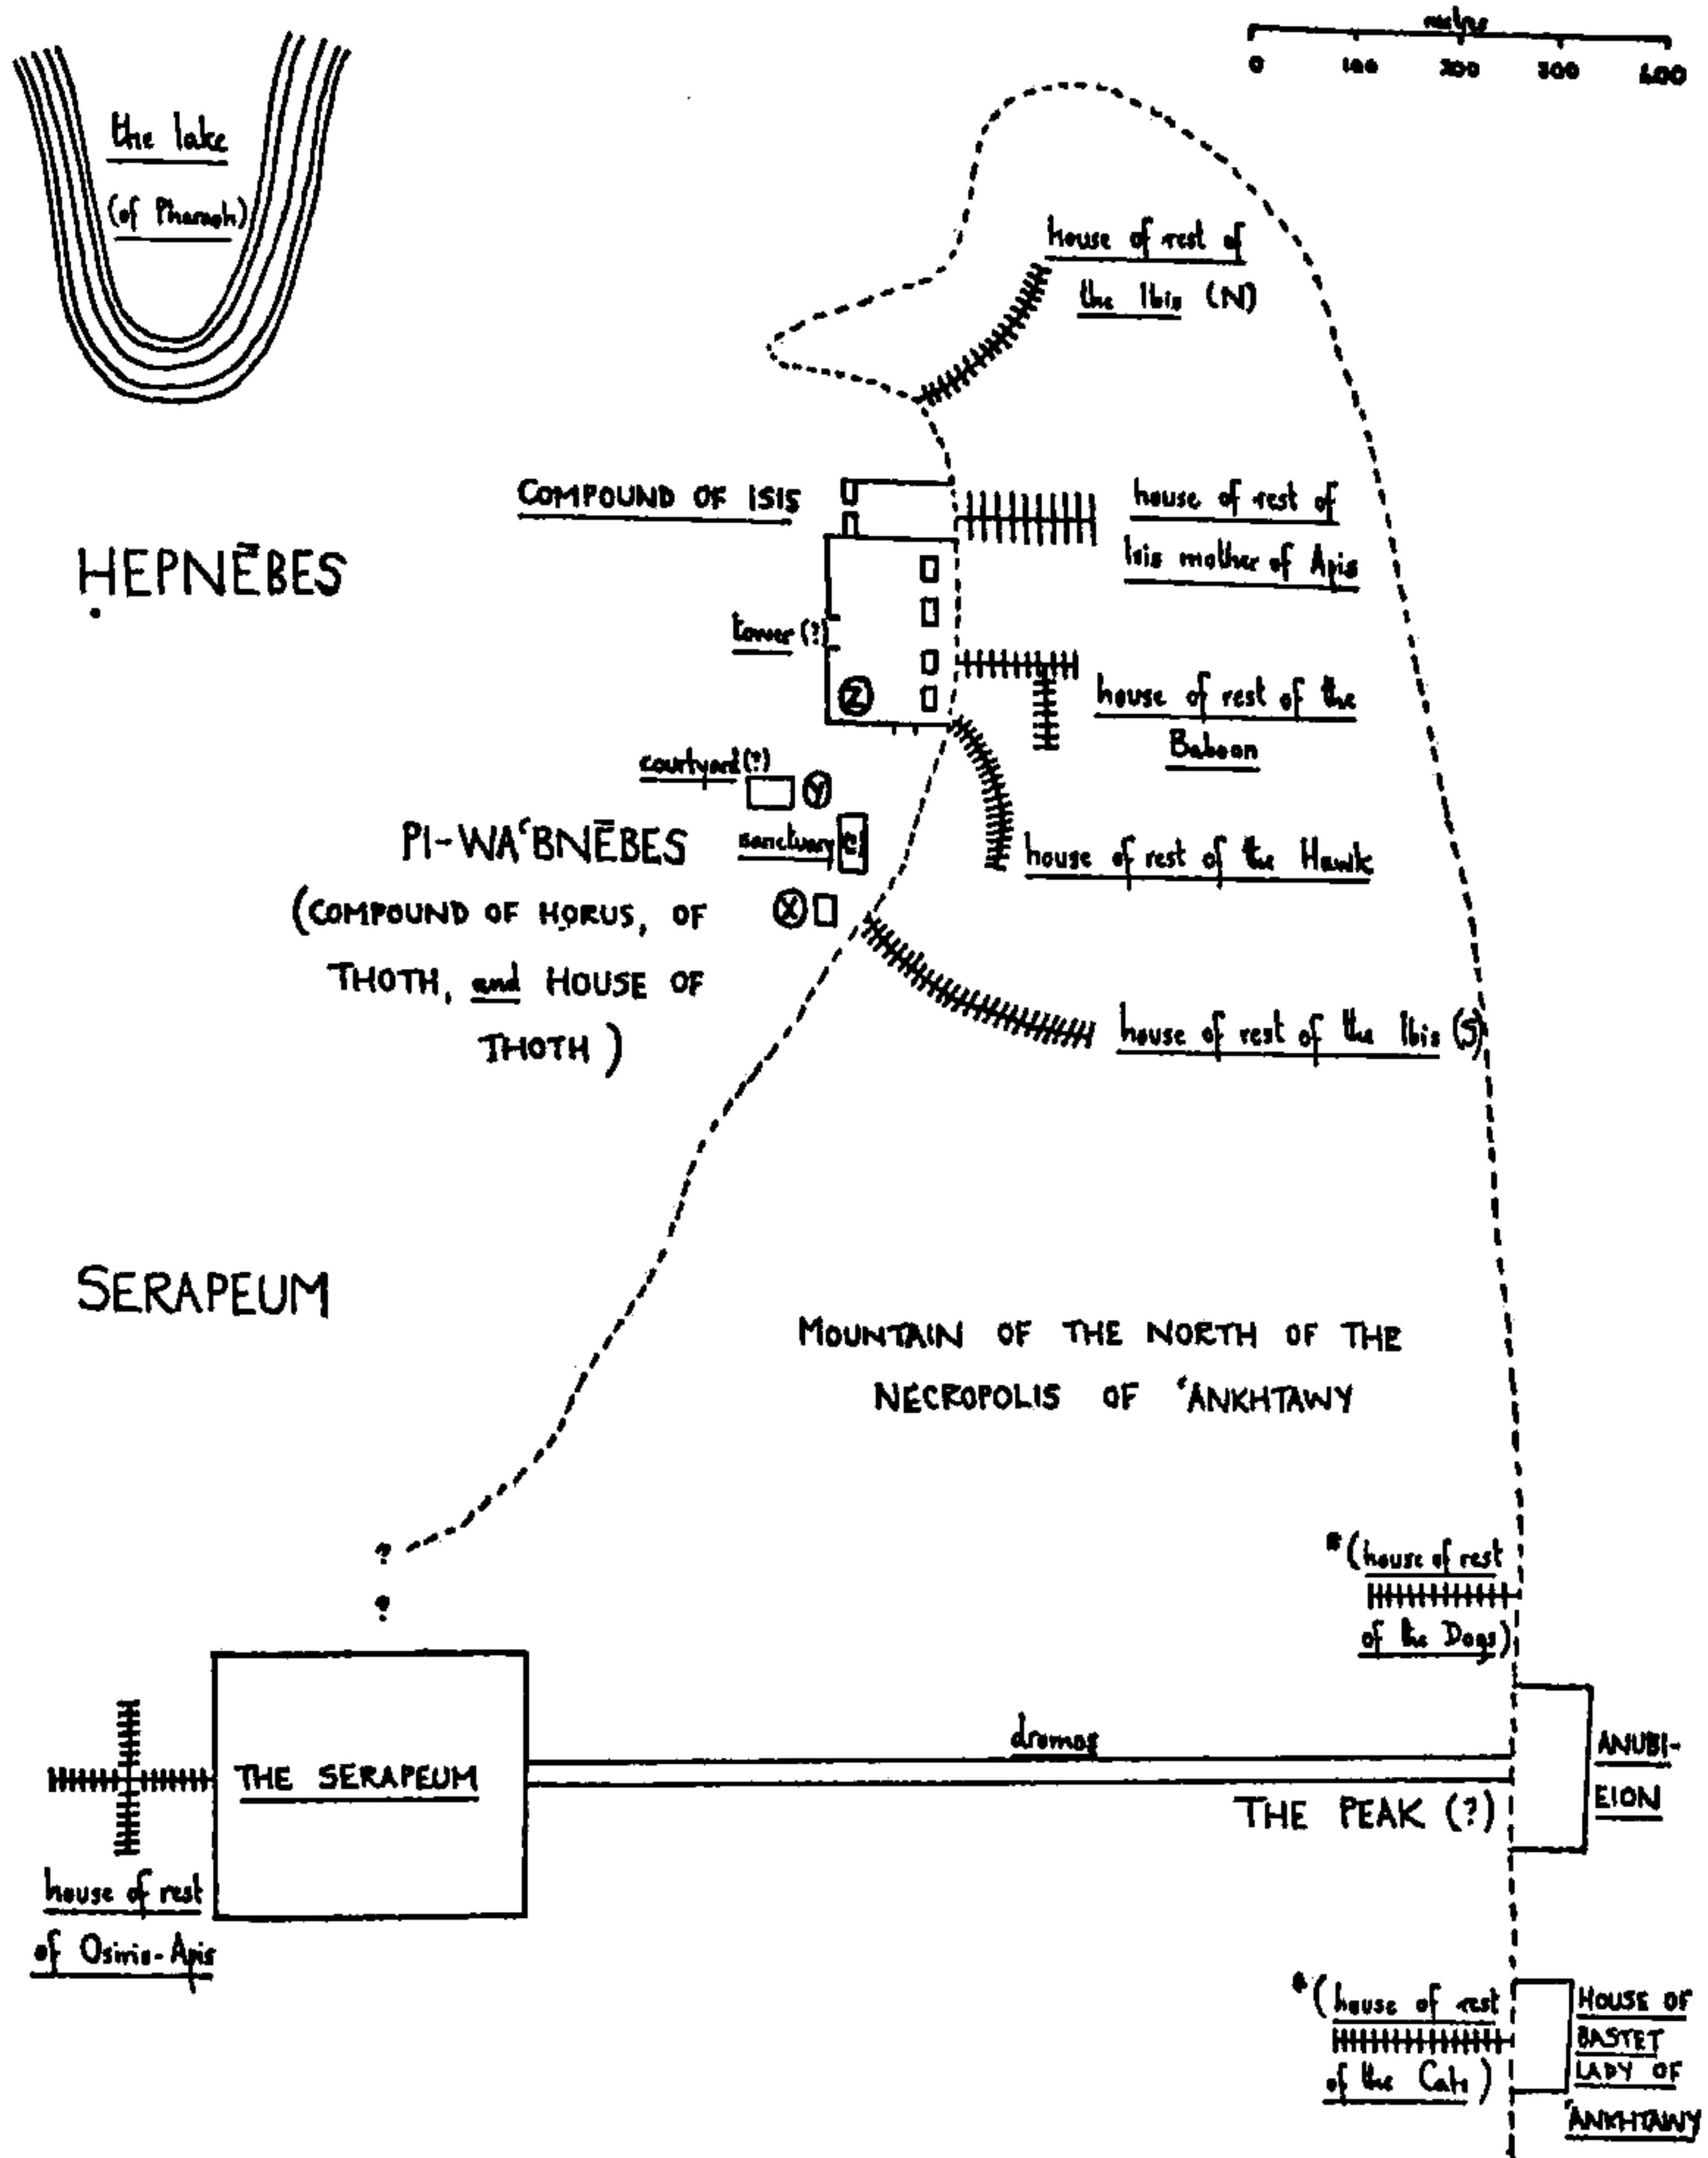 metres
0 100 200 300 400
the lake
(of Pharaoh)
house of rest of
the Ibis (N)
COMPOUND OF ISIS
house of rest of
Isis mother of Apis
ḤEPNĒBES
tower (?)
Z
house of rest of the
Baboon
courtyard (?)
Y
PI-WAʿBNĒBES
sanctuary (?)
house of rest of the Hawk
(COMPOUND OF HORUS, OF
X
THOTH, and HOUSE OF
THOTH)
house of rest of the Ibis (S)
SERAPEUM
MOUNTAIN OF THE NORTH OF THE
NECROPOLIS OF ʿANKHTAWY
?
?
*(house of rest
of the Dogs)
dromos
THE SERAPEUM
THE PEAK (?)
ANUBI-
EION
house of rest
of Osiris-Apis
*(house of rest
of the Cats)
HOUSE OF
BASTET
LADY OF
ʿANKHTAWY